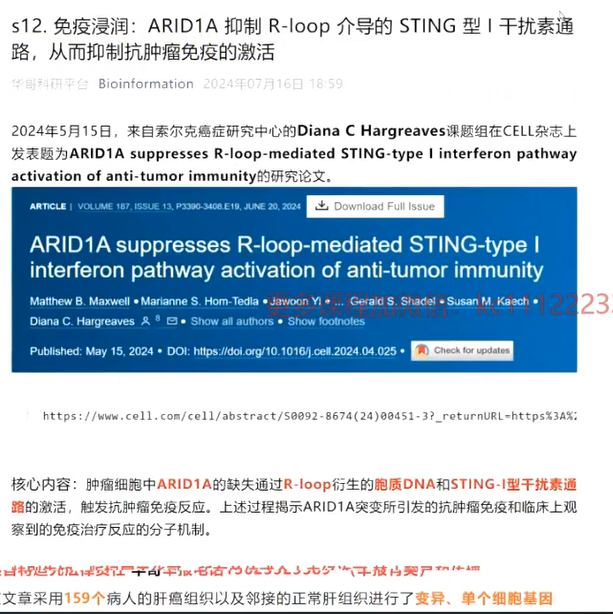 s12. 免疫浸润：ARID1A 抑制 R-loop 介导的 STING 型 I 干扰素通
路，从而抑制抗肿瘤免疫的激活
华哥科研平台 Bioinformation 2024年07月16日 18:59
2024年5月15日，来自索尔克癌症研究中心的Diana C Hargreaves课题组在CELL杂志上
发表题为ARID1A suppresses R-loop-mediated STING-type I interferon pathway
activation of anti-tumor immunity的研究论文。
ARTICLE | VOLUME 187, ISSUE 13, P3390-3408.E19, JUNE 20, 2024 Download Full Issue
ARID1A suppresses R-loop-mediated STING-type I
interferon pathway activation of anti-tumor immunity
Matthew B. Maxwell • Marianne S. Hom-Tedla • Jawoon Yi • ... Gerald S. Shadel • Susan M. Kaech •
Diana C. Hargreaves 8 • Show all authors • Show footnotes
Published: May 15, 2024 • DOI: https://doi.org/10.1016/j.cell.2024.04.025 • Check for updates
https://www.cell.com/cell/abstract/S0092-8674(24)00451-3?_returnURL=https%3A%2
核心内容：肿瘤细胞中ARID1A的缺失通过R-loop衍生的胞质DNA和STING-I型干扰素通
路的激活，触发抗肿瘤免疫反应。上述过程揭示ARID1A突变所引发的抗肿瘤免疫和临床上观
察到的免疫治疗反应的分子机制。
文章采用159个病人的肝癌组织以及邻接的正常肝组织进行了变异、单个细胞基因